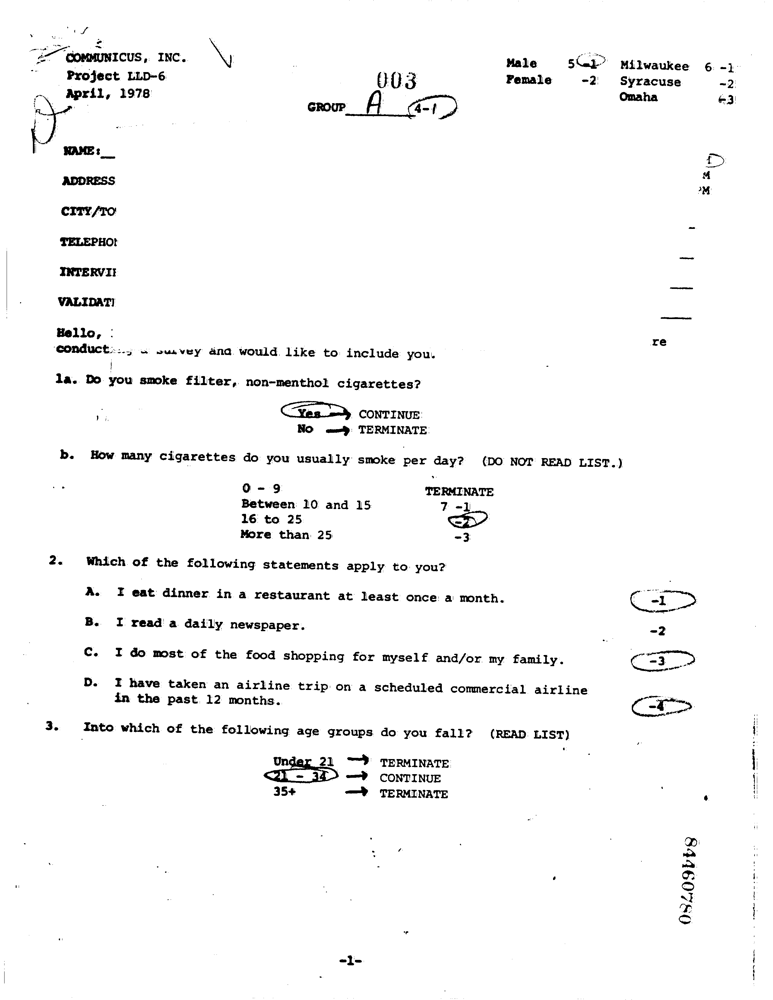 COMMUNICUS, INC.
Project LLD-6
April, 1978
003
GROUP A 4-1
Male 5 -1
Female -2
Milwaukee 6 -1
Syracuse -2
Omaha -3
NAME:
ADDRESS
CITY/TO
TELEPHO
INTERVI
VALIDAT
D
M
PM
Hello, re
conduct survey and would like to include you.
1a. Do you smoke filter, non-menthol cigarettes?
Yes → CONTINUE
No → TERMINATE
b. How many cigarettes do you usually smoke per day? (DO NOT READ LIST.)
0 - 9 TERMINATE
Between 10 and 15 7 -1
16 to 25 -2
More than 25 -3
2. Which of the following statements apply to you?
A. I eat dinner in a restaurant at least once a month. -1
B. I read a daily newspaper. -2
C. I do most of the food shopping for myself and/or my family. -3
D. I have taken an airline trip on a scheduled commercial airline
in the past 12 months. -4
3. Into which of the following age groups do you fall? (READ LIST)
Under 21 → TERMINATE
21 - 34 → CONTINUE
35+ → TERMINATE
84460780
-1-